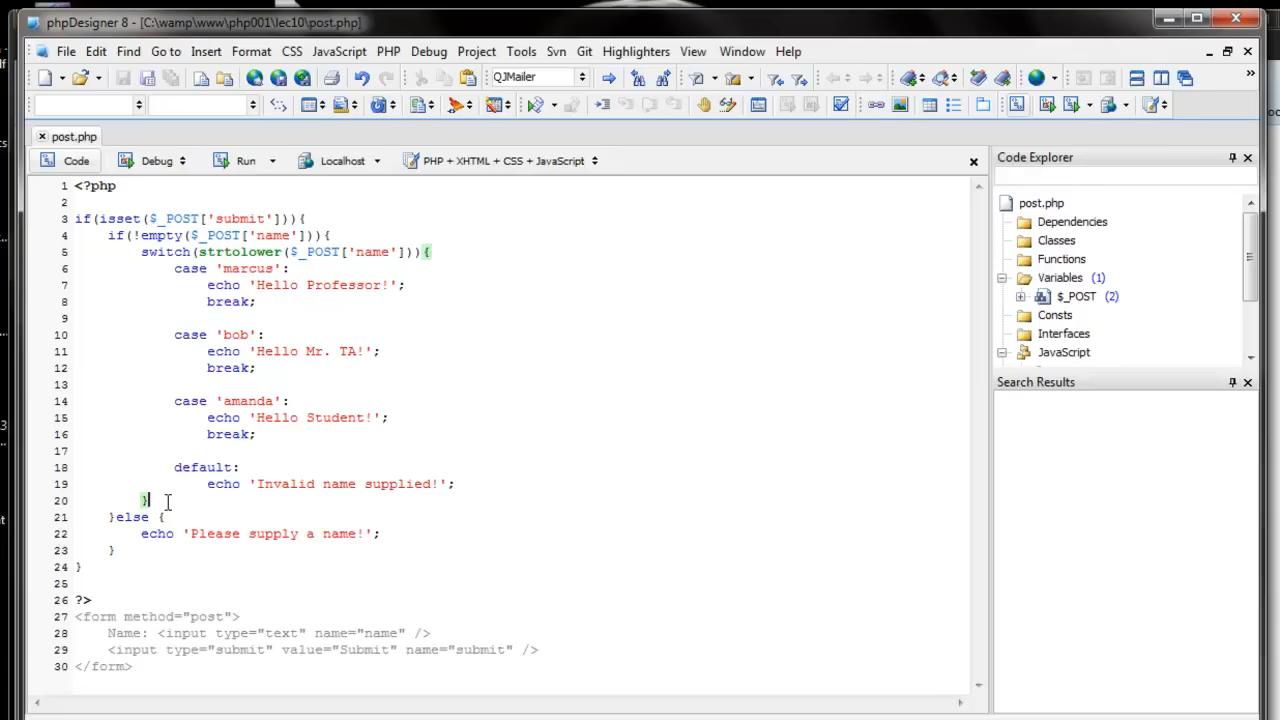 phpDesigner 8 - [C:\wamp\www\php001\lec10\post.php]
File Edit Find Go to Insert Format CSS JavaScript PHP Debug Project Tools Svn Git Highlighters View Window Help
QJMailer
post.php
Code Debug Run Localhost PHP + XHTML + CSS + JavaScript
Code Explorer
1 <?php
2
3 if(isset($_POST['submit'])){
4     if(!empty($_POST['name'])){
5         switch(strtolower($_POST['name'])){
6             case 'marcus':
7                 echo 'Hello Professor!';
8                 break;
9
10             case 'bob':
11                 echo 'Hello Mr. TA!';
12                 break;
13
14             case 'amanda':
15                 echo 'Hello Student!';
16                 break;
17
18             default:
19                 echo 'Invalid name supplied!';
20         }
21     }else {
22         echo 'Please supply a name!';
23     }
24 }
25
26 ?>
27 <form method="post">
28     Name: <input type="text" name="name" />
29     <input type="submit" value="Submit" name="submit" />
30 </form>
post.php
Dependencies
Classes
Functions
Variables (1)
$_POST (2)
Consts
Interfaces
JavaScript
Search Results